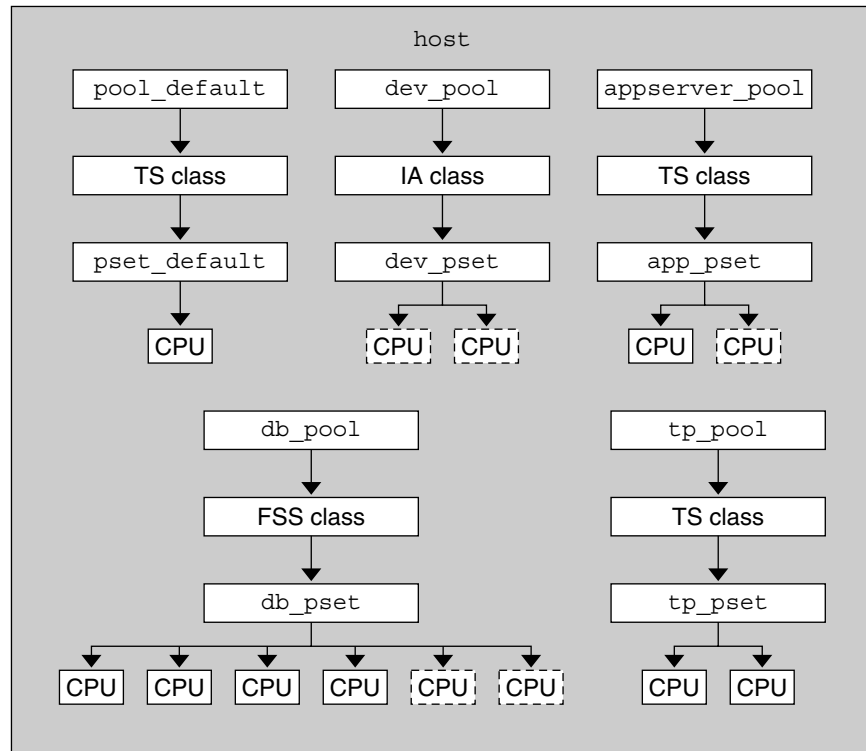 host
pool_default
dev_pool
appserver_pool
TS class
IA class
TS class
pset_default
dev_pset
app_pset
CPU
CPU
CPU
CPU
CPU
db_pool
tp_pool
FSS class
TS class
db_pset
tp_pset
CPU
CPU
CPU
CPU
CPU
CPU
CPU
CPU